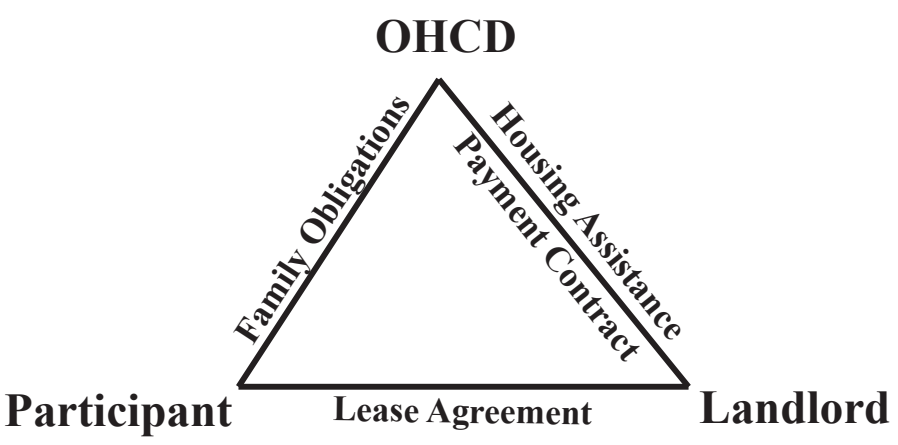 OHCD
Family Obligations
Housing Assistance
Payment Contract
Participant
Lease Agreement
Landlord